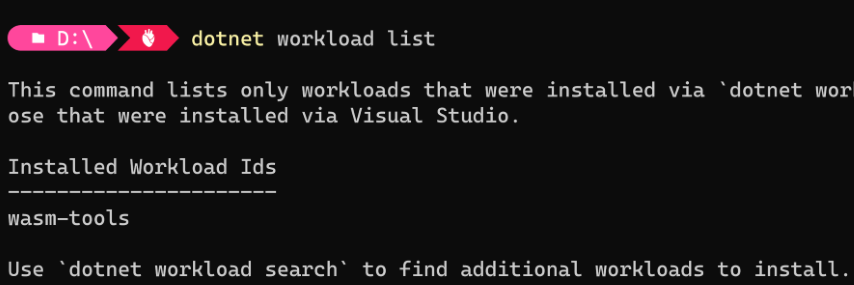 D:\ dotnet workload list
This command lists only workloads that were installed via `dotnet wor
ose that were installed via Visual Studio.
Installed Workload Ids
----------------------
wasm-tools
Use `dotnet workload search` to find additional workloads to install.